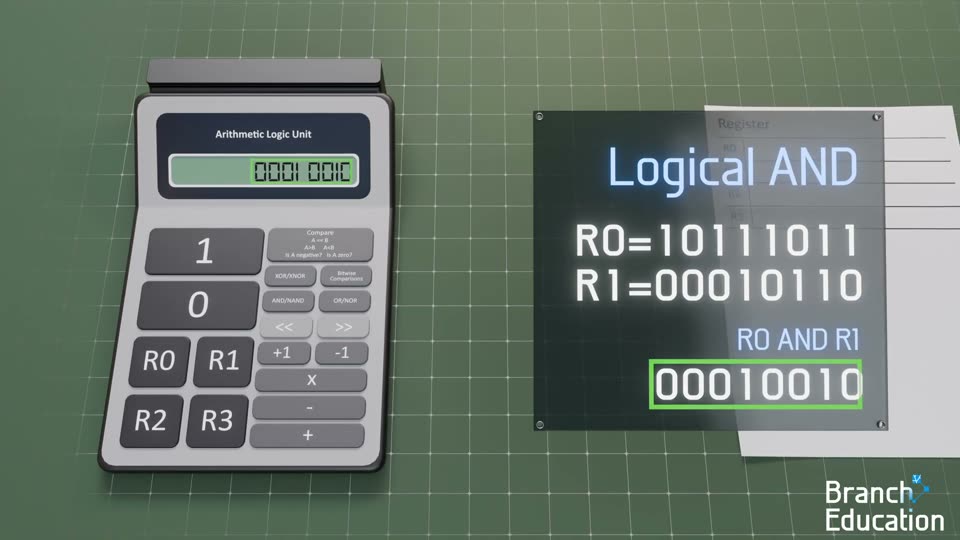 Arithmetic Logic Unit
0001 0010
1
0
R0
R1
R2
R3
Compare
A == B
A>B A<B
Is A negative? Is A zero?
XOR/XNOR
Bitwise
Comparisons
AND/NAND
OR/NOR
<<
>>
+1
-1
x
-
+
Register
R0
Logical AND
R0=10111011
R1=00010110
R0 AND R1
00010010
Branch
Education